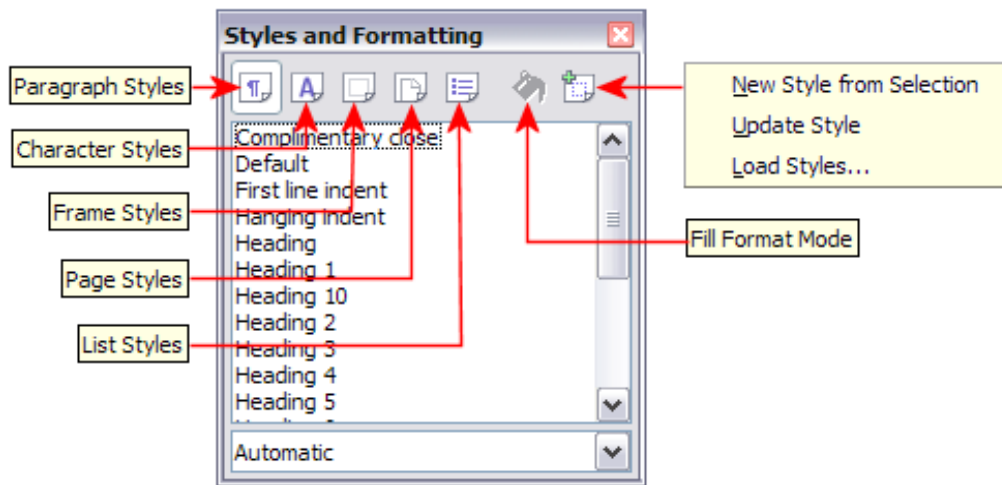 Styles and Formatting
Paragraph Styles
Character Styles
Frame Styles
Page Styles
List Styles
New Style from Selection
Update Style
Load Styles...
Fill Format Mode
Complimentary close
Default
First line indent
Hanging indent
Heading
Heading 1
Heading 10
Heading 2
Heading 3
Heading 4
Heading 5
Automatic